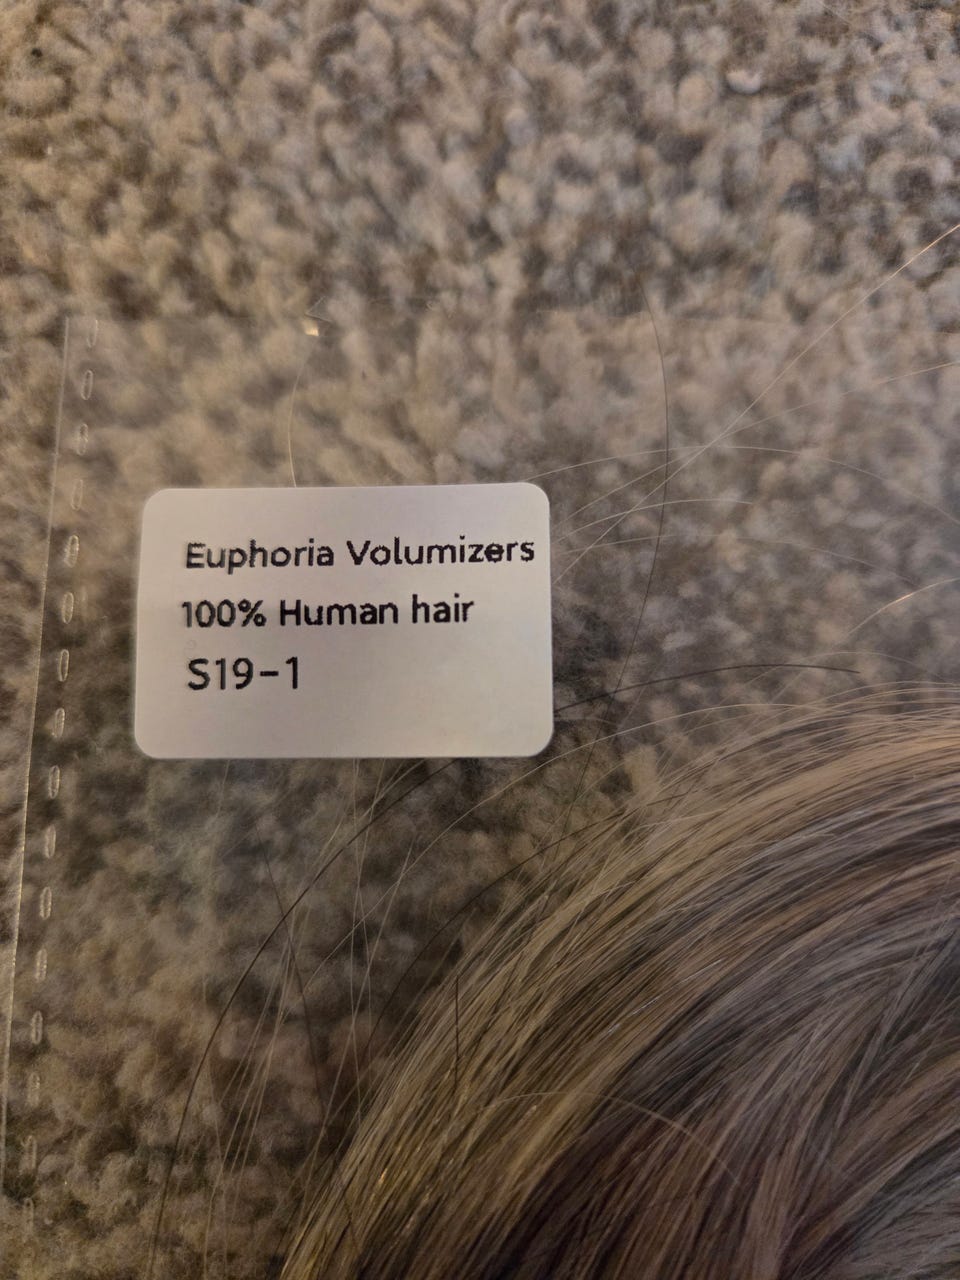 Euphoria Volumizers
100% Human hair
S19-1